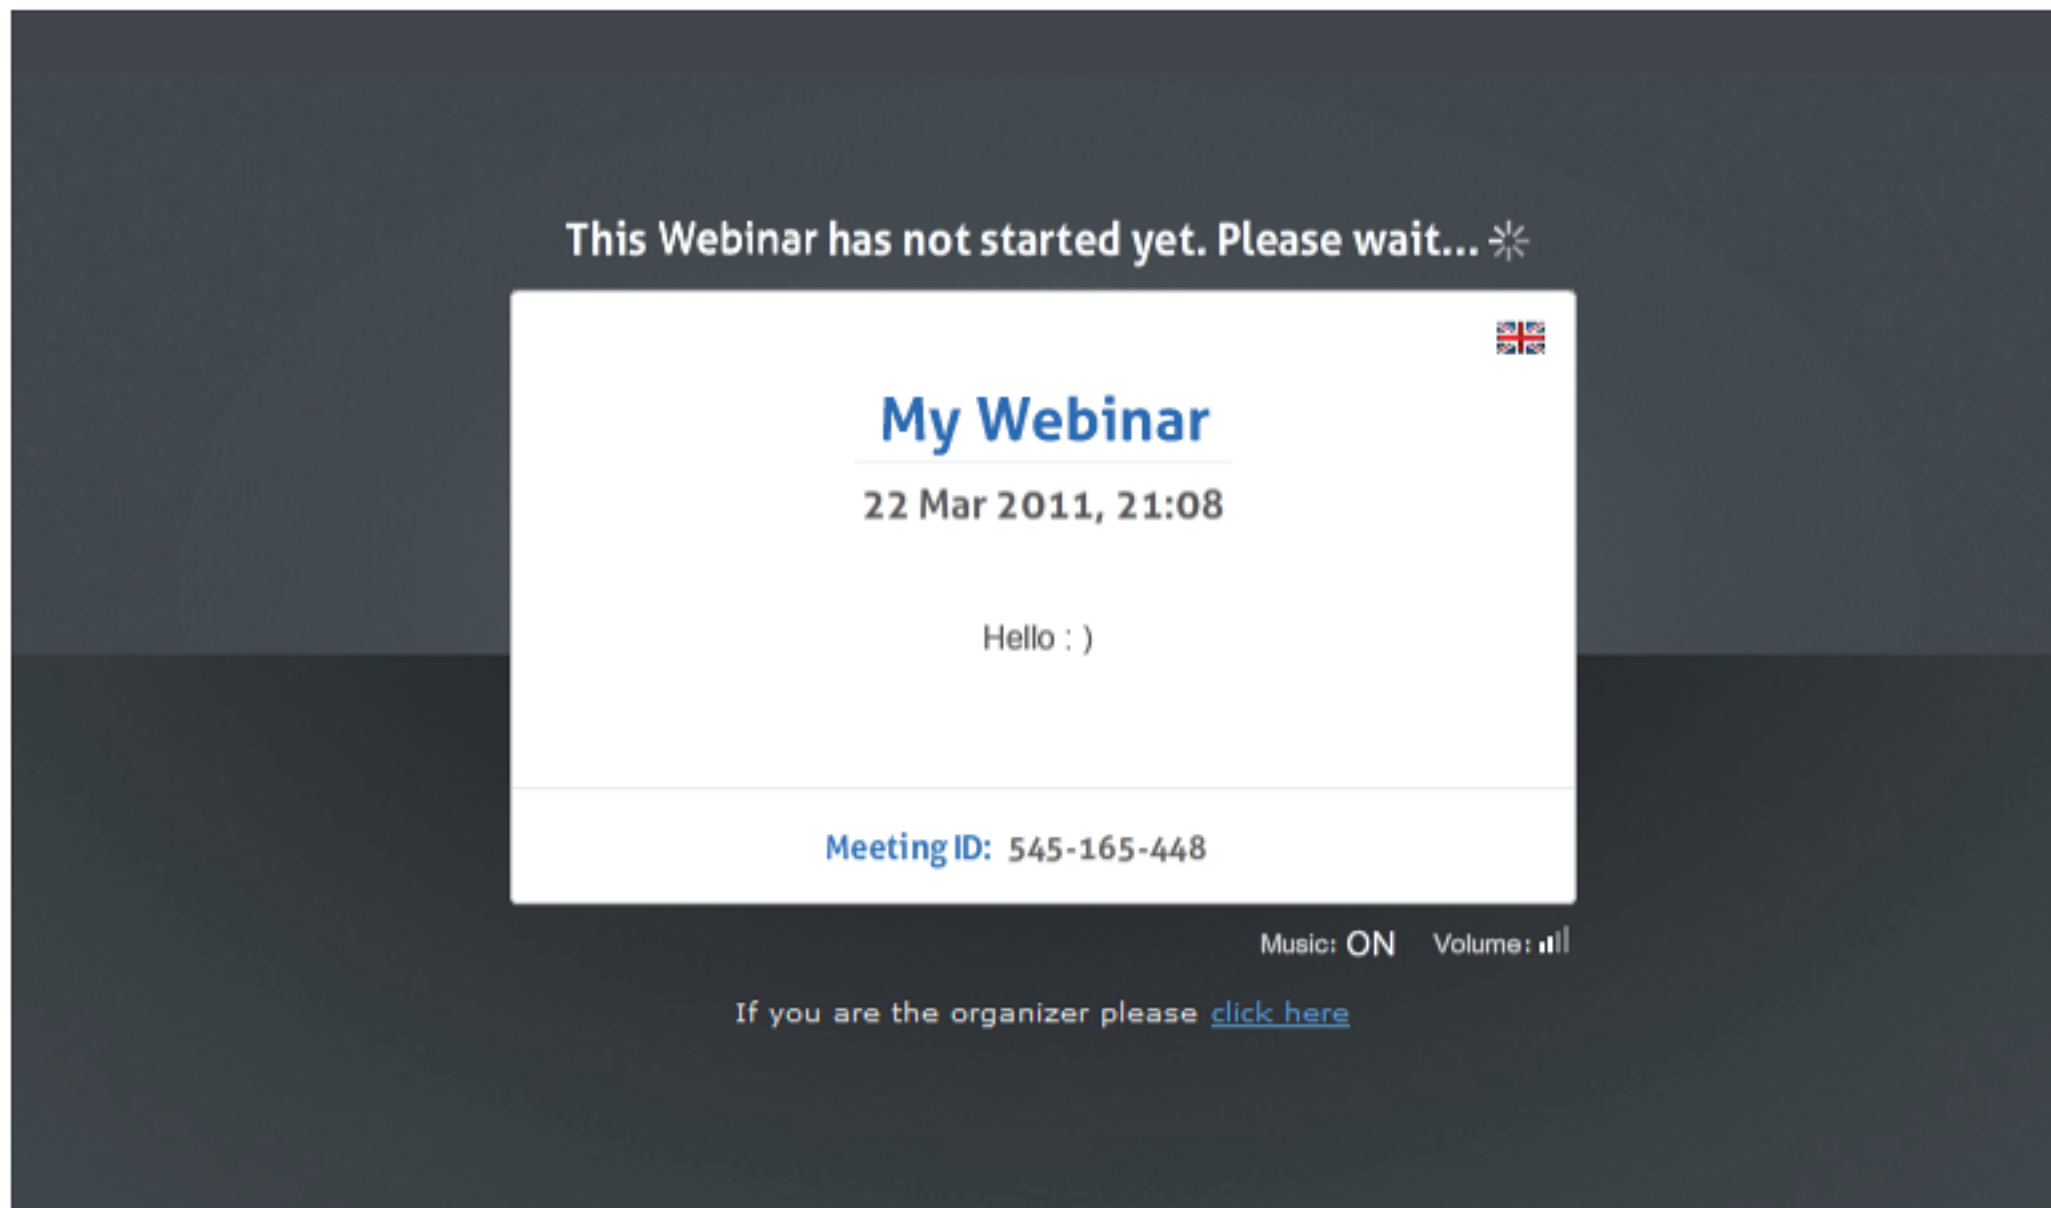 This Webinar has not started yet. Please wait...
My Webinar
22 Mar 2011, 21:08
Hello : )
Meeting ID: 545-165-448
Music: ON Volume:
If you are the organizer please click here